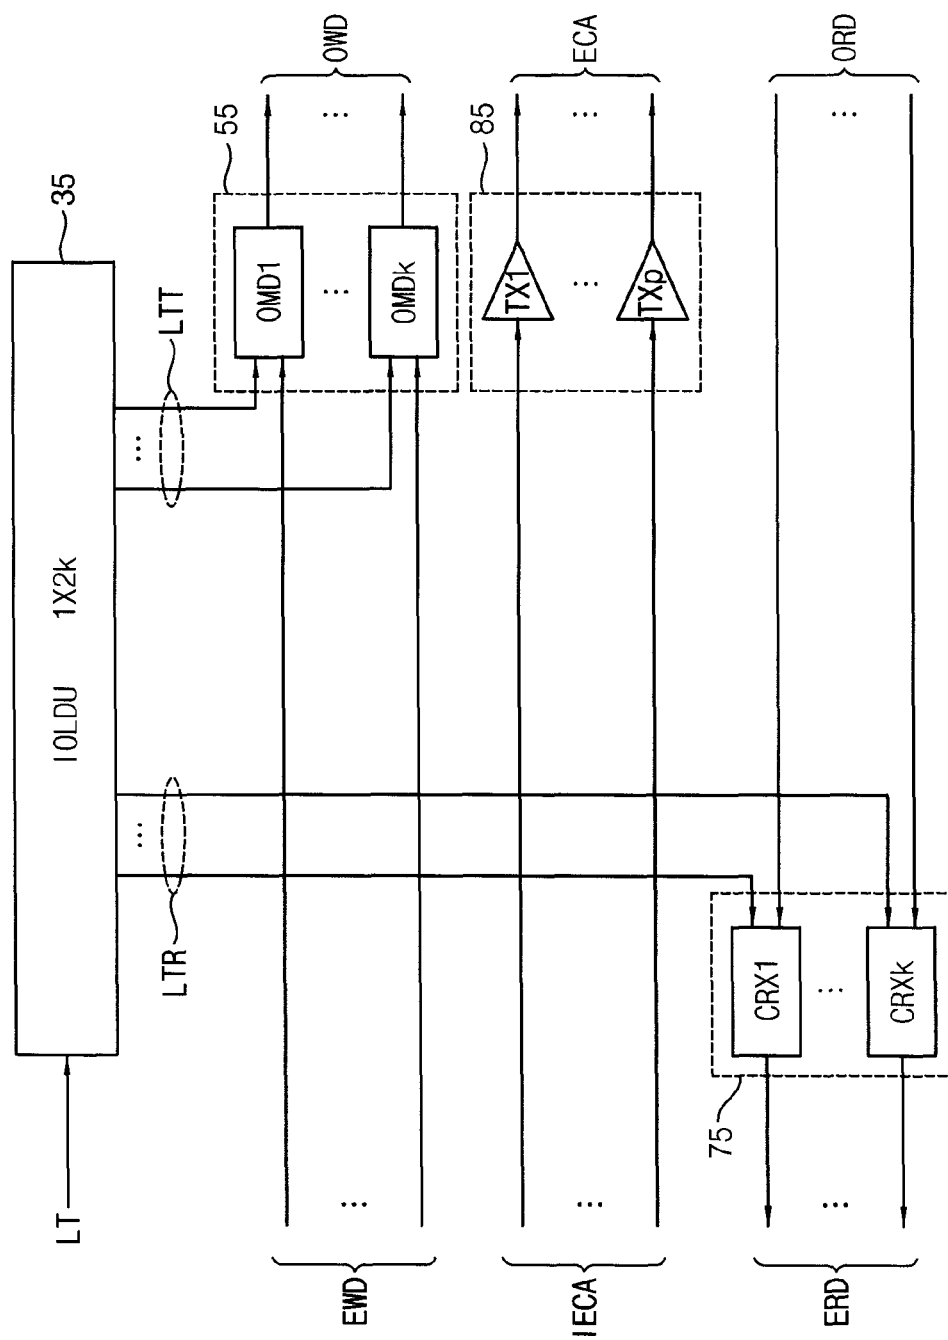 35
IOLDU 1X2k
LT
LTR
...
LTT
...
55
OMD1
...
OMDk
EWD
...
OWD
...
85
TX1
...
TXp
IECA
...
ECA
...
75
CRX1
...
CRXk
ERD
...
ORD
...